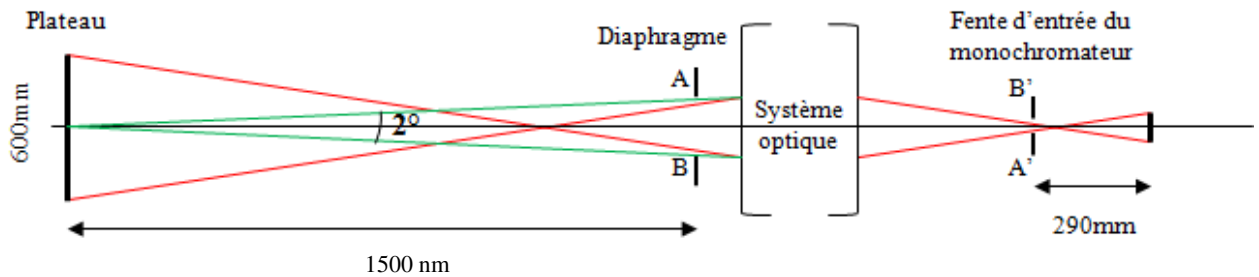 Plateau
Diaphragme
Fente d'entrée du
monochromateur
A
B'
600mm
2°
Système
optique
B
A'
290mm
1500 nm